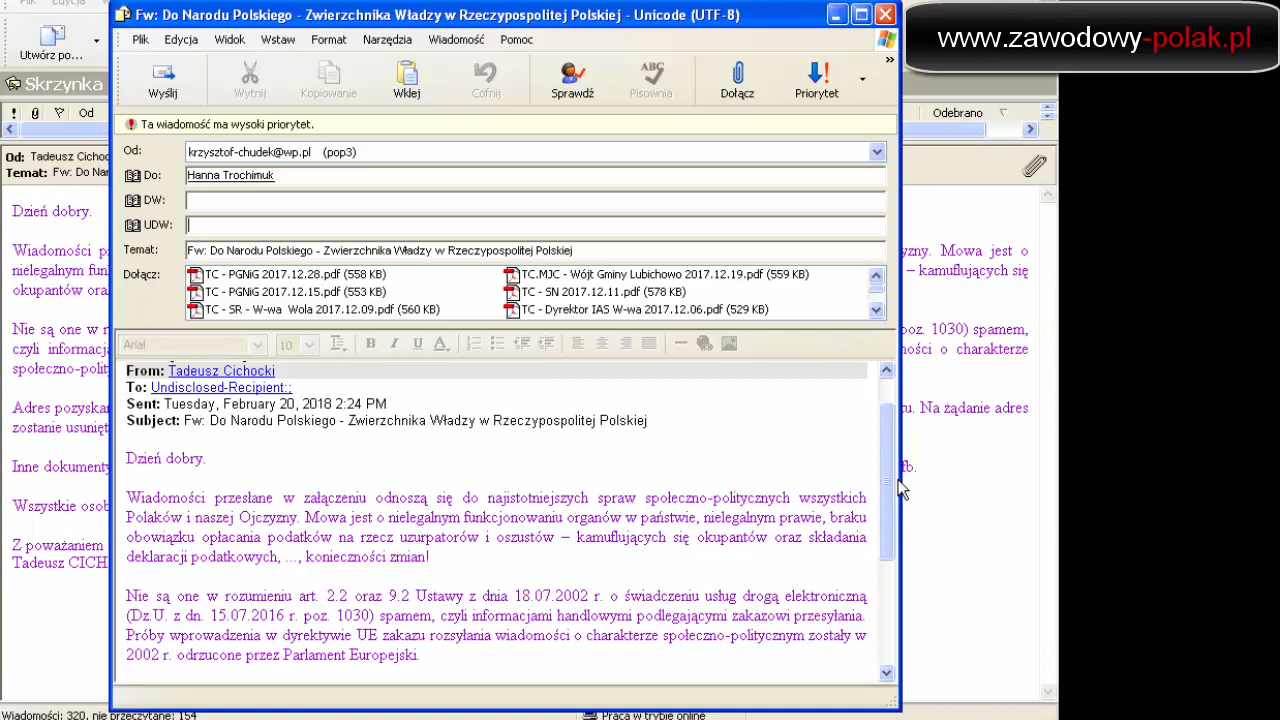 Plik Edycja
Fw: Do Narodu Polskiego - Zwierzchnika Władzy w Rzeczypospolitej Polskiej - Unicode (UTF-8)
www.zawodowy-polak.pl
Utwórz po...
Plik Edycja Widok Wstaw Format Narzędzia Wiadomość Pomoc
Wyślij Wytnij Kopiowanie Wklej Cofnij Sprawdź Pisownia Dołącz Priorytet
Skrzynka
! Od
Odebrano
Ta wiadomość ma wysoki priorytet.
Od: krzysztof-chudek@wp.pl (pop3)
Od: Tadeusz Cichoc
Temat: Fw: Do Nar
Do: Hanna Trochimuk
DW:
UDW:
Temat: Fw: Do Narodu Polskiego - Zwierzchnika Władzy w Rzeczypospolitej Polskiej
Dołącz: TC - PGNiG 2017.12.28.pdf (558 KB) TC.MJC - Wójt Gminy Lubichowo 2017.12.19.pdf (559 KB)
TC - PGNiG 2017.12.15.pdf (553 KB) TC - SN 2017.12.11.pdf (578 KB)
TC - SR - W-wa Wola 2017.12.09.pdf (560 KB) TC - Dyrektor IAS W-wa 2017.12.06.pdf (529 KB)
Arial 10 B I U A
From: Tadeusz Cichocki
To: Undisclosed-Recipient:;
Sent: Tuesday, February 20, 2018 2:24 PM
Subject: Fw: Do Narodu Polskiego - Zwierzchnika Władzy w Rzeczypospolitej Polskiej
Dzień dobry.
Wiadomości przesłane w załączeniu odnoszą się do najistotniejszych spraw społeczno-politycznych wszystkich
Polaków i naszej Ojczyzny. Mowa jest o nielegalnym funkcjonowaniu organów w państwie, nielegalnym prawie, braku
obowiązku opłacania podatków na rzecz uzurpatorów i oszustów – kamuflujących się okupantów oraz składania
deklaracji podatkowych, ..., konieczności zmian!
Nie są one w rozumieniu art. 2.2 oraz 9.2 Ustawy z dnia 18.07.2002 r. o świadczeniu usług drogą elektroniczną
(Dz.U. z dn. 15.07.2016 r. poz. 1030) spamem, czyli informacjami handlowymi podlegającymi zakazowi przesyłania.
Próby wprowadzenia w dyrektywie UE zakazu rozsyłania wiadomości o charakterze społeczno-politycznym zostały w
2002 r. odrzucone przez Parlament Europejski.
Dzień dobry.
Wiadomości p
nielegalnym fun
okupantów ora
Nie są one w r
czyli informacj
społeczno-polit
Adres pozyskan
zostanie usunięt
Inne dokumenty
Wszystkie osob
Z poważaniem
Tadeusz CICH
zyny. Mowa jest o
– kamuflujących się
poz. 1030) spamem,
ności o charakterze
u. Na żądanie adres
fb.
Wiadomości: 320, nie przeczytane: 154
Praca w trybie online